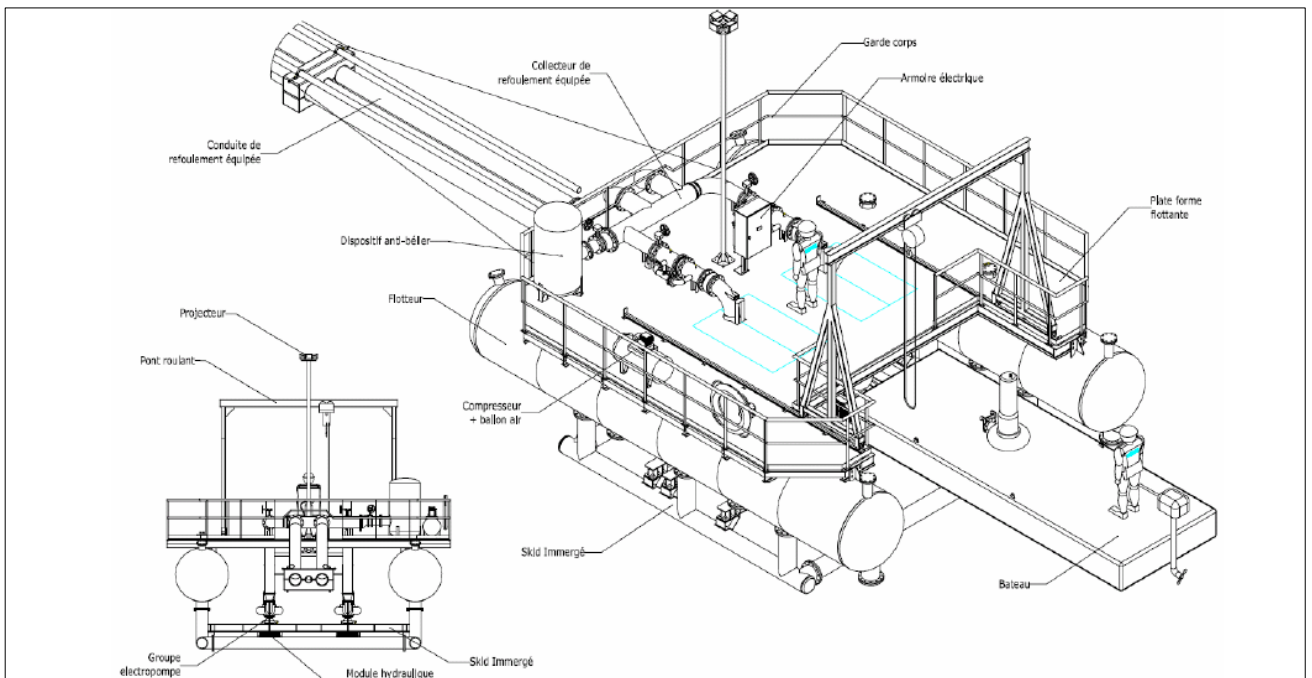 Garde corps
Collecteur de
refoulement équipée
Armoire électrique
Conduite de
refoulement équipée
Plate forme
flottante
Dispositif anti-bélier
Flotteur
Projecteur
Pont roulant
Compresseur
+ ballon air
Skid Immergé
Bateau
Groupe
electropompe
Skid Immergé
Module hydraulique